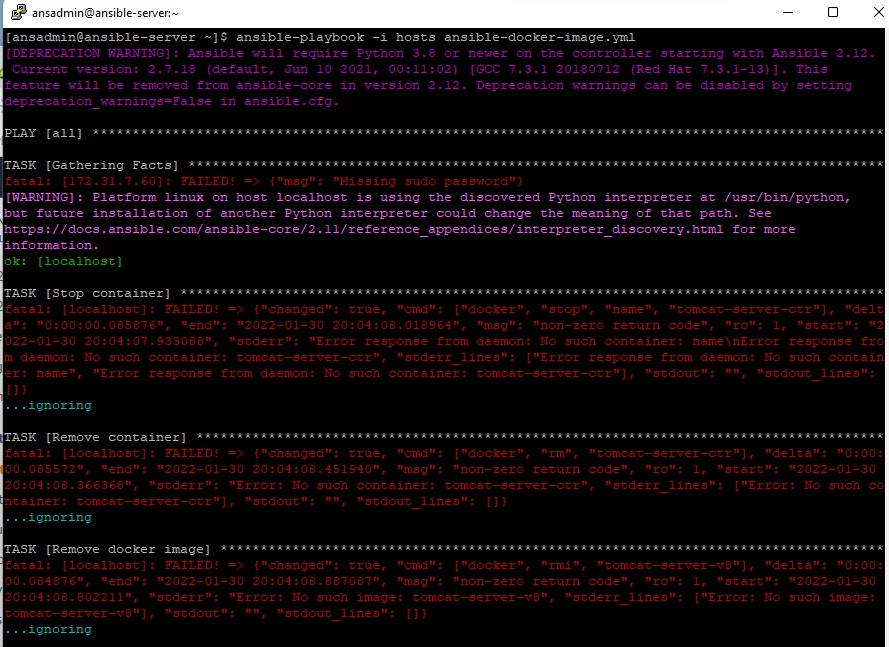 ansadmin@ansible-server:~
[ansadmin@ansible-server ~]$ ansible-playbook -i hosts ansible-docker-image.yml
[DEPRECATION WARNING]: Ansible will require Python 3.8 or newer on the controller starting with Ansible 2.12.
 Current version: 2.7.18 (default, Jun 10 2021, 00:11:02) [GCC 7.3.1 20180712 (Red Hat 7.3.1-13)]. This
feature will be removed from ansible-core in version 2.12. Deprecation warnings can be disabled by setting
deprecation_warnings=False in ansible.cfg.
PLAY [all] ***************************************************************************************************
TASK [Gathering Facts] ***************************************************************************************
fatal: [172.31.7.60]: FAILED! => {"msg": "Missing sudo password"}
[WARNING]: Platform linux on host localhost is using the discovered Python interpreter at /usr/bin/python,
but future installation of another Python interpreter could change the meaning of that path. See
https://docs.ansible.com/ansible-core/2.11/reference_appendices/interpreter_discovery.html for more
information.
ok: [localhost]
TASK [Stop container] ****************************************************************************************
fatal: [localhost]: FAILED! => {"changed": true, "cmd": ["docker", "stop", "name", "tomcat-server-ctr"], "delt
a": "0:00:00.085876", "end": "2022-01-30 20:04:08.018964", "msg": "non-zero return code", "rc": 1, "start": "2
022-01-30 20:04:07.933088", "stderr": "Error response from daemon: No such container: name\nError response fro
m daemon: No such container: tomcat-server-ctr", "stderr_lines": ["Error response from daemon: No such contain
er: name", "Error response from daemon: No such container: tomcat-server-ctr"], "stdout": "", "stdout_lines":
[]}
...ignoring
TASK [Remove container] **************************************************************************************
fatal: [localhost]: FAILED! => {"changed": true, "cmd": ["docker", "rm", "tomcat-server-ctr"], "delta": "0:00:
00.085572", "end": "2022-01-30 20:04:08.451940", "msg": "non-zero return code", "rc": 1, "start": "2022-01-30
20:04:08.366368", "stderr": "Error: No such container: tomcat-server-ctr", "stderr_lines": ["Error: No such co
ntainer: tomcat-server-ctr"], "stdout": "", "stdout_lines": []}
...ignoring
TASK [Remove docker image] ***********************************************************************************
fatal: [localhost]: FAILED! => {"changed": true, "cmd": ["docker", "rmi", "tomcat-server-v8"], "delta": "0:00:
00.084876", "end": "2022-01-30 20:04:08.887087", "msg": "non-zero return code", "rc": 1, "start": "2022-01-30
20:04:08.802211", "stderr": "Error: No such image: tomcat-server-v8", "stderr_lines": ["Error: No such image:
tomcat-server-v8"], "stdout": "", "stdout_lines": []}
...ignoring